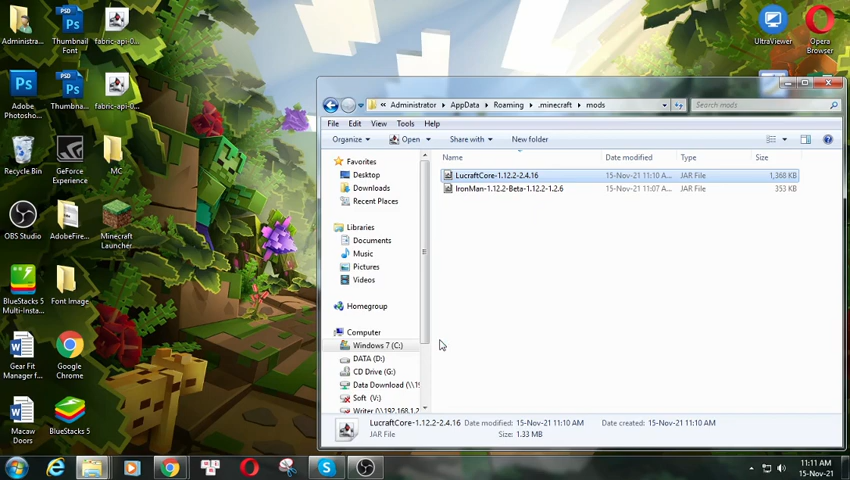 Administra...
Thumbnail
Font
fabric-api-0...
Adobe
Photosho...
Thumbna...
fabric-api-0...
Recycle Bin
GeForce
Experience
MC
OBS Studio
AdobeFire...
Minecraft
Launcher...
BlueStacks 5
Multi-Insta...
Font Image
Gear Fit
Manager f...
Google
Chrome
Macaw
Doors
BlueStacks 5
UltraViewer
Opera
Browser
« Administrator ▸ AppData ▸ Roaming ▸ .minecraft ▸ mods
Search mods
File Edit View Tools Help
Organize Open Share with New folder
Favorites
Desktop
Downloads
Recent Places
Libraries
Documents
Music
Pictures
Videos
Homegroup
Computer
Windows 7 (C:)
DATA (D:)
CD Drive (G:)
Data Download (\\19
Soft (V:)
Writer (\\192.168.1.2
Name Date modified Type Size
LucraftCore-1.12.2-2.4.16 15-Nov-21 11:10 A... JAR File 1,368 KB
IronMan-1.12.2-Beta-1.12.2-1.2.6 15-Nov-21 11:07 A... JAR File 353 KB
LucraftCore-1.12.2-2.4.16 Date modified: 15-Nov-21 11:10 AM Date created: 15-Nov-21 11:10 AM
JAR File Size: 1.33 MB
11:11 AM
15-Nov-21